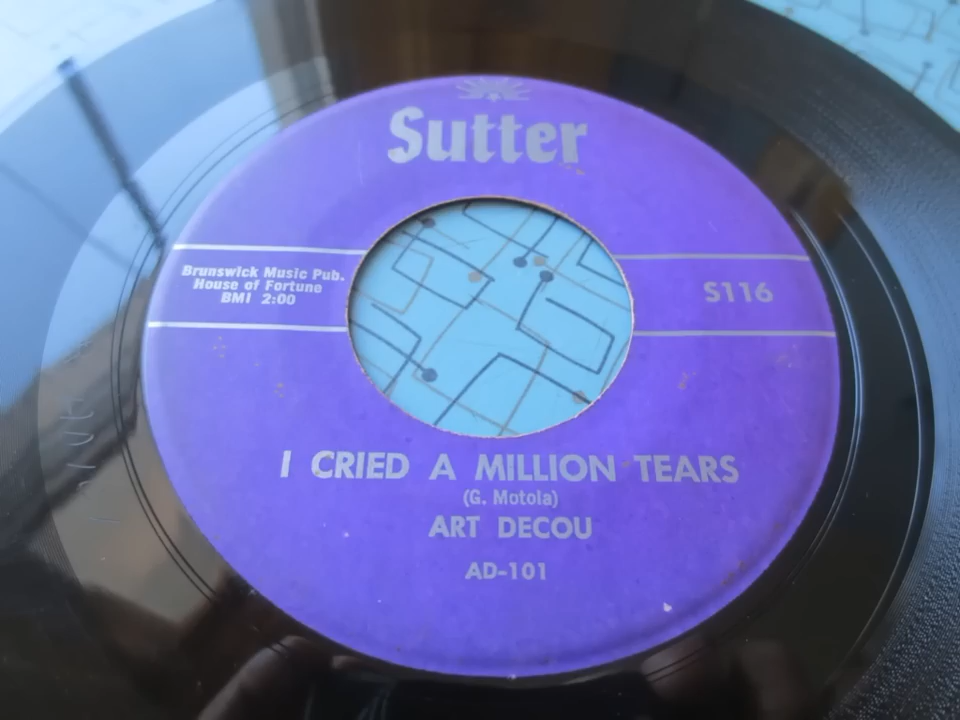 Sutter
Brunswick Music Pub.
House of Fortune
BMI 2:00
S116
I CRIED A MILLION TEARS
(G. Motola)
ART DECOU
AD-101